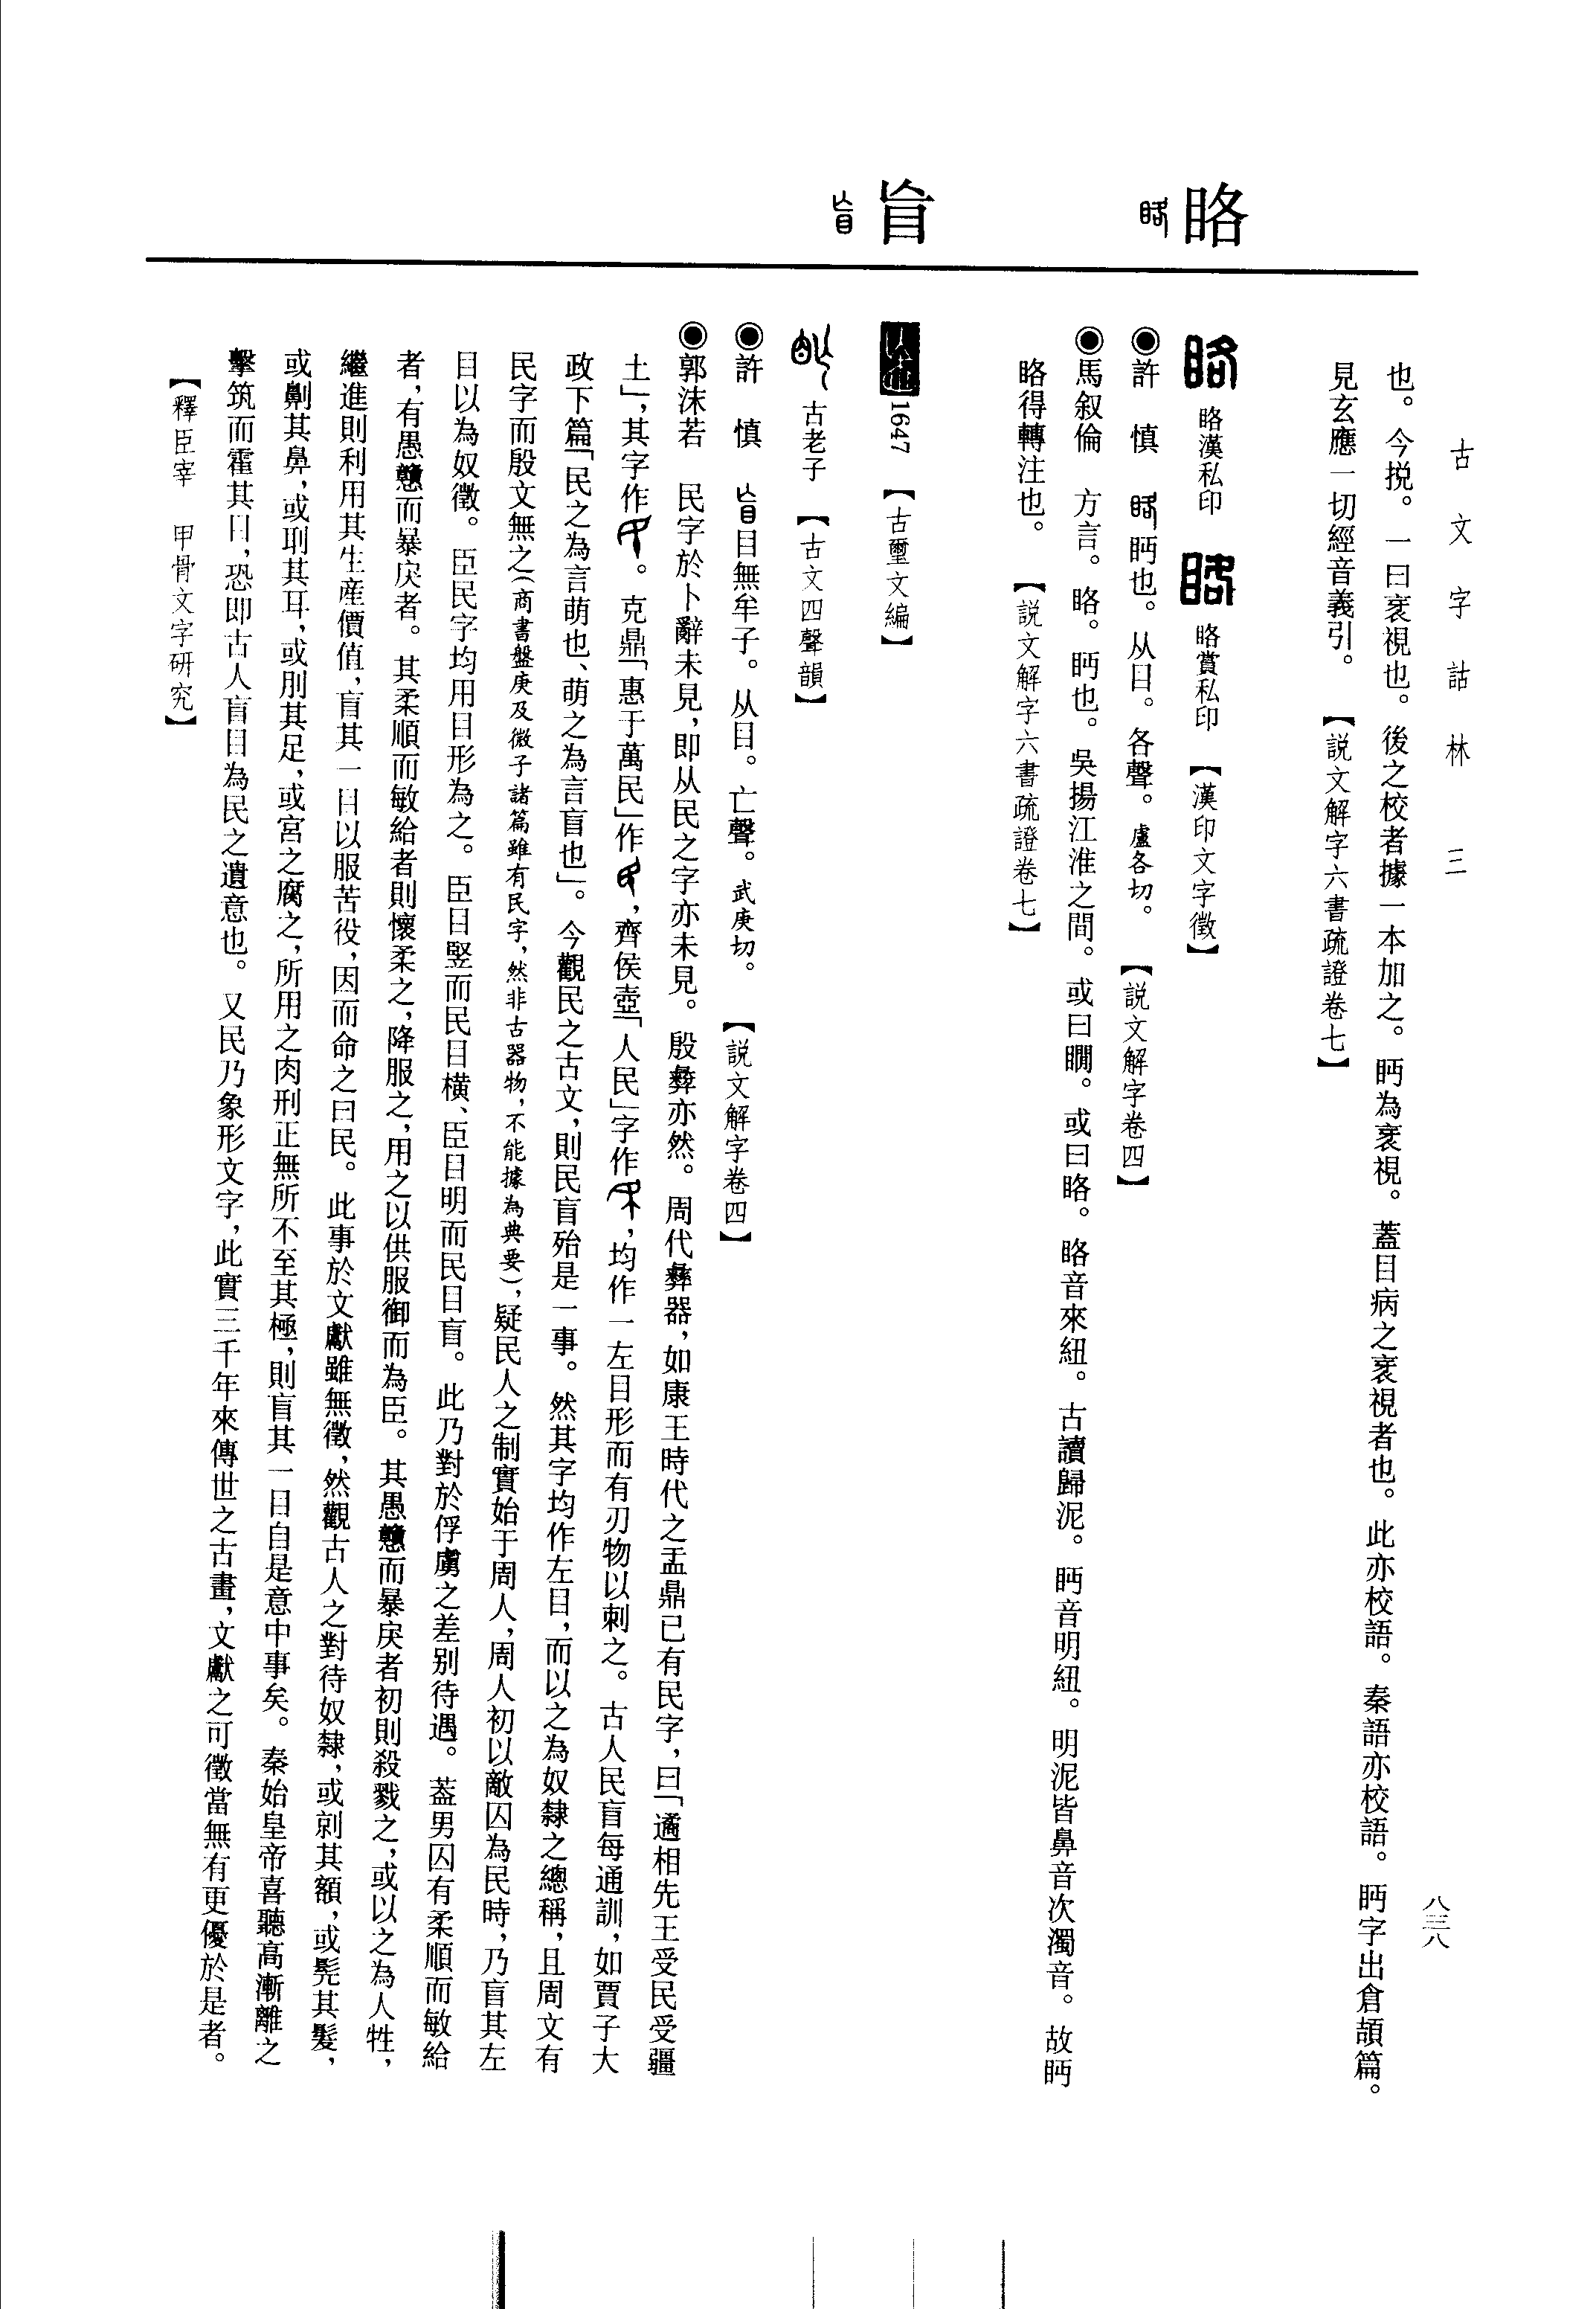 古文字詁林 三
八三八
也。今挩。一曰衺視也。後之校者據一本加之。眄為衺視。蓋目病之衺視者也。此亦校語。秦語亦校語。眄字出倉頡篇。
見玄應一切經音義引。 【説文解字六書疏證卷七】
略
眳漢私印 眳賞私印 【漢印文字徵】
◉許 慎 眄也。从目。各聲。盧各切。 【説文解字卷四】
◉馬叙倫 方言。眳。眄也。吳揚江淮之間。或曰瞯。或曰眳。眳音來紐。古讀歸泥。眄音明紐。明泥皆鼻音次濁音。故眄
眳得轉注也。 【説文解字六書疏證卷七】
盲
1647 【古璽文編】
古老子 【古文四聲韻】
◉許 慎 目無牟子。从目。亡聲。武庚切。 【説文解字卷四】
◉郭沫若 民字於卜辭未見，即从民之字亦未見。殷彝亦然。周代彝器，如康王時代之盂鼎已有民字，曰「遹相先王受民受疆
土」，其字作。克鼎「惠于萬民」作，齊侯壺「人民」字作，均作一左目形而有刃物以刺之。古人民盲每通訓，如賈子大
政下篇「民之為言萌也、萌之為言盲也」。今觀民之古文，則民盲殆是一事。然其字均作左目，而以之為奴隸之總稱，且周文有
民字而殷文無之（商書盤庚及微子諸篇雖有民字，然非古器物，不能據為典要），疑民人之制實始于周人，周人初以敵囚為民時，乃盲其左
目以為奴徵。臣民字均用目形為之。臣目竪而民目横、臣目明而民目盲。此乃對於俘虜之差别待遇。葢男囚有柔順而敏給
者，有愚戇而暴戾者。其柔順而敏給者則懷柔之，降服之，用之以供服御而為臣。其愚戇而暴戾者初則殺戮之，或以之為人牲，
繼進則利用其生産價值，盲其一目以服苦役，因而命之曰民。此事於文獻雖無徵，然觀古人之對待奴隸，或剠其額，或髡其髮，
或劓其鼻，或刵其耳，或刖其足，或宮之腐之，所用之肉刑正無所不至其極，則盲其一目自是意中事矣。秦始皇帝喜聽高漸離之
擊筑而霍其目，恐即古人盲目為民之遺意也。又民乃象形文字，此實三千年來傳世之古畫，文獻之可徵當無有更優於是者。
【釋臣宰 甲骨文字研究】